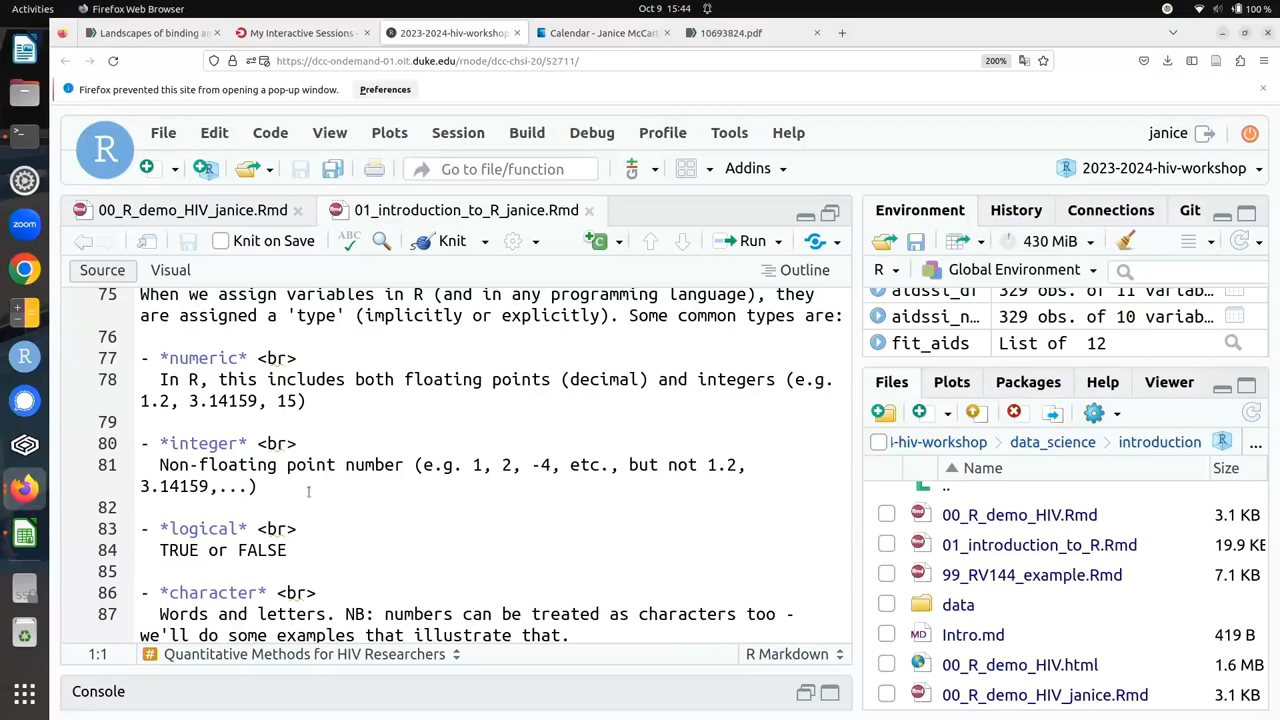 Activities
Firefox Web Browser
Oct 9 15:44
100 %
Landscapes of binding an
My Interactive Sessions -
2023-2024-hiv-workshop
Calendar - Janice McCart
10693824.pdf
https://dcc-ondemand-01.oit.duke.edu/rnode/dcc-chsi-20/52711/
200%
Firefox prevented this site from opening a pop-up window.
Preferences
R
File
Edit
Code
View
Plots
Session
Build
Debug
Profile
Tools
Help
janice
Go to file/function
Addins
2023-2024-hiv-workshop
00_R_demo_HIV_janice.Rmd
01_introduction_to_R_janice.Rmd
ABC
Knit on Save
Knit
Run
Source
Visual
Outline
75 When we assign variables in R (and in any programming language), they
are assigned a 'type' (implicitly or explicitly). Some common types are:
76
77 - *numeric* <br>
78 In R, this includes both floating points (decimal) and integers (e.g.
1.2, 3.14159, 15)
79
80 - *integer* <br>
81 Non-floating point number (e.g. 1, 2, -4, etc., but not 1.2,
3.14159,...)
82
83 - *logical* <br>
84 TRUE or FALSE
85
86 - *character* <br>
87 Words and letters. NB: numbers can be treated as characters too -
we'll do some examples that illustrate that.
1:1
Quantitative Methods for HIV Researchers
R Markdown
Console
Environment
History
Connections
Git
430 MiB
R
Global Environment
aidssi_df 329 obs. of 11 variab…
aidssi_n… 329 obs. of 10 variab…
fit_aids List of 12
Files
Plots
Packages
Help
Viewer
l-hiv-workshop
data_science
introduction
...
Name
Size
..
00_R_demo_HIV.Rmd 3.1 KB
01_introduction_to_R.Rmd 19.9 KB
99_RV144_example.Rmd 7.1 KB
data
Intro.md 419 B
00_R_demo_HIV.html 1.6 MB
00_R_demo_HIV_janice.Rmd 3.1 KB
zoom
R